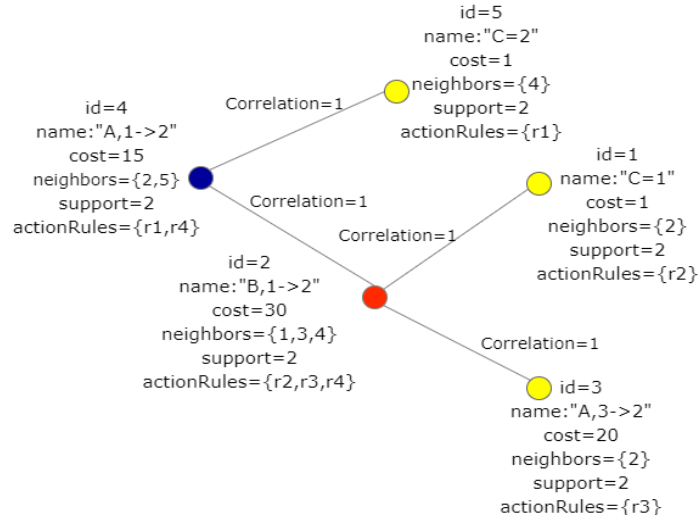 id=5
name:"C=2"
cost=1
neighbors={4}
support=2
actionRules={r1}
Correlation=1
id=4
name:"A,1->2"
cost=15
neighbors={2,5}
support=2
actionRules={r1,r4}
id=1
name:"C=1"
cost=1
neighbors={2}
support=2
actionRules={r2}
Correlation=1
Correlation=1
id=2
name:"B,1->2"
cost=30
neighbors={1,3,4}
support=2
actionRules={r2,r3,r4}
Correlation=1
id=3
name:"A,3->2"
cost=20
neighbors={2}
support=2
actionRules={r3}